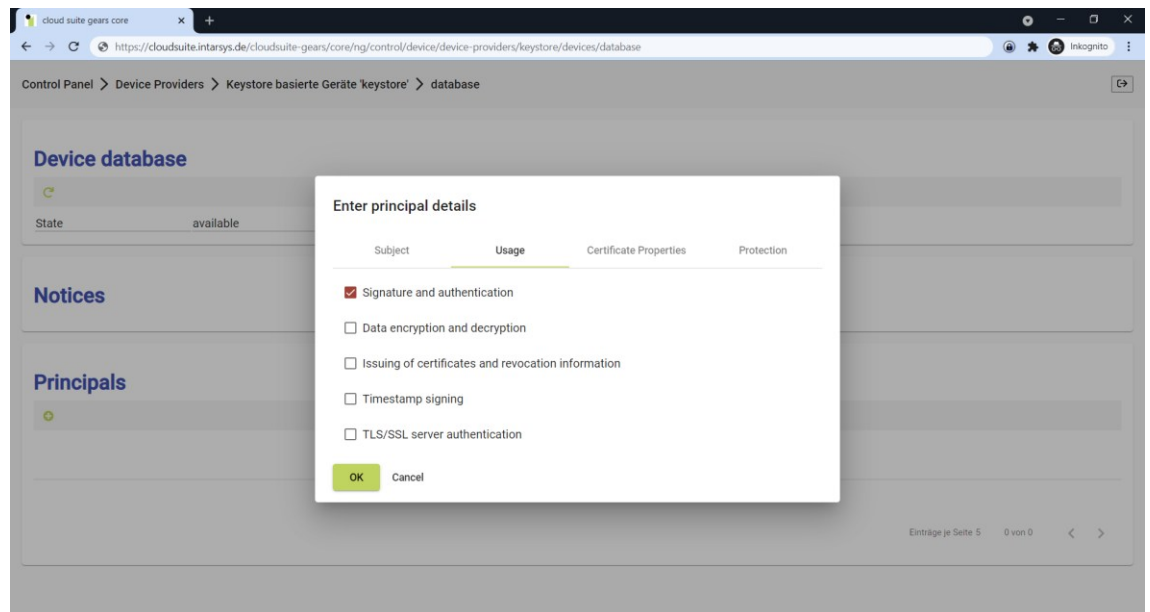 cloud suite gears core
https://cloudsuite.intarsys.de/cloudsuite-gears/core/ng/control/device/device-providers/keystore/devices/database
Inkognito
Control Panel > Device Providers > Keystore basierte Geräte 'keystore' > database
Device database
State available
Enter principal details
Subject Usage Certificate Properties Protection
Signature and authentication
Data encryption and decryption
Issuing of certificates and revocation information
Timestamp signing
TLS/SSL server authentication
OK Cancel
Notices
Principals
Einträge je Seite 5 0 von 0